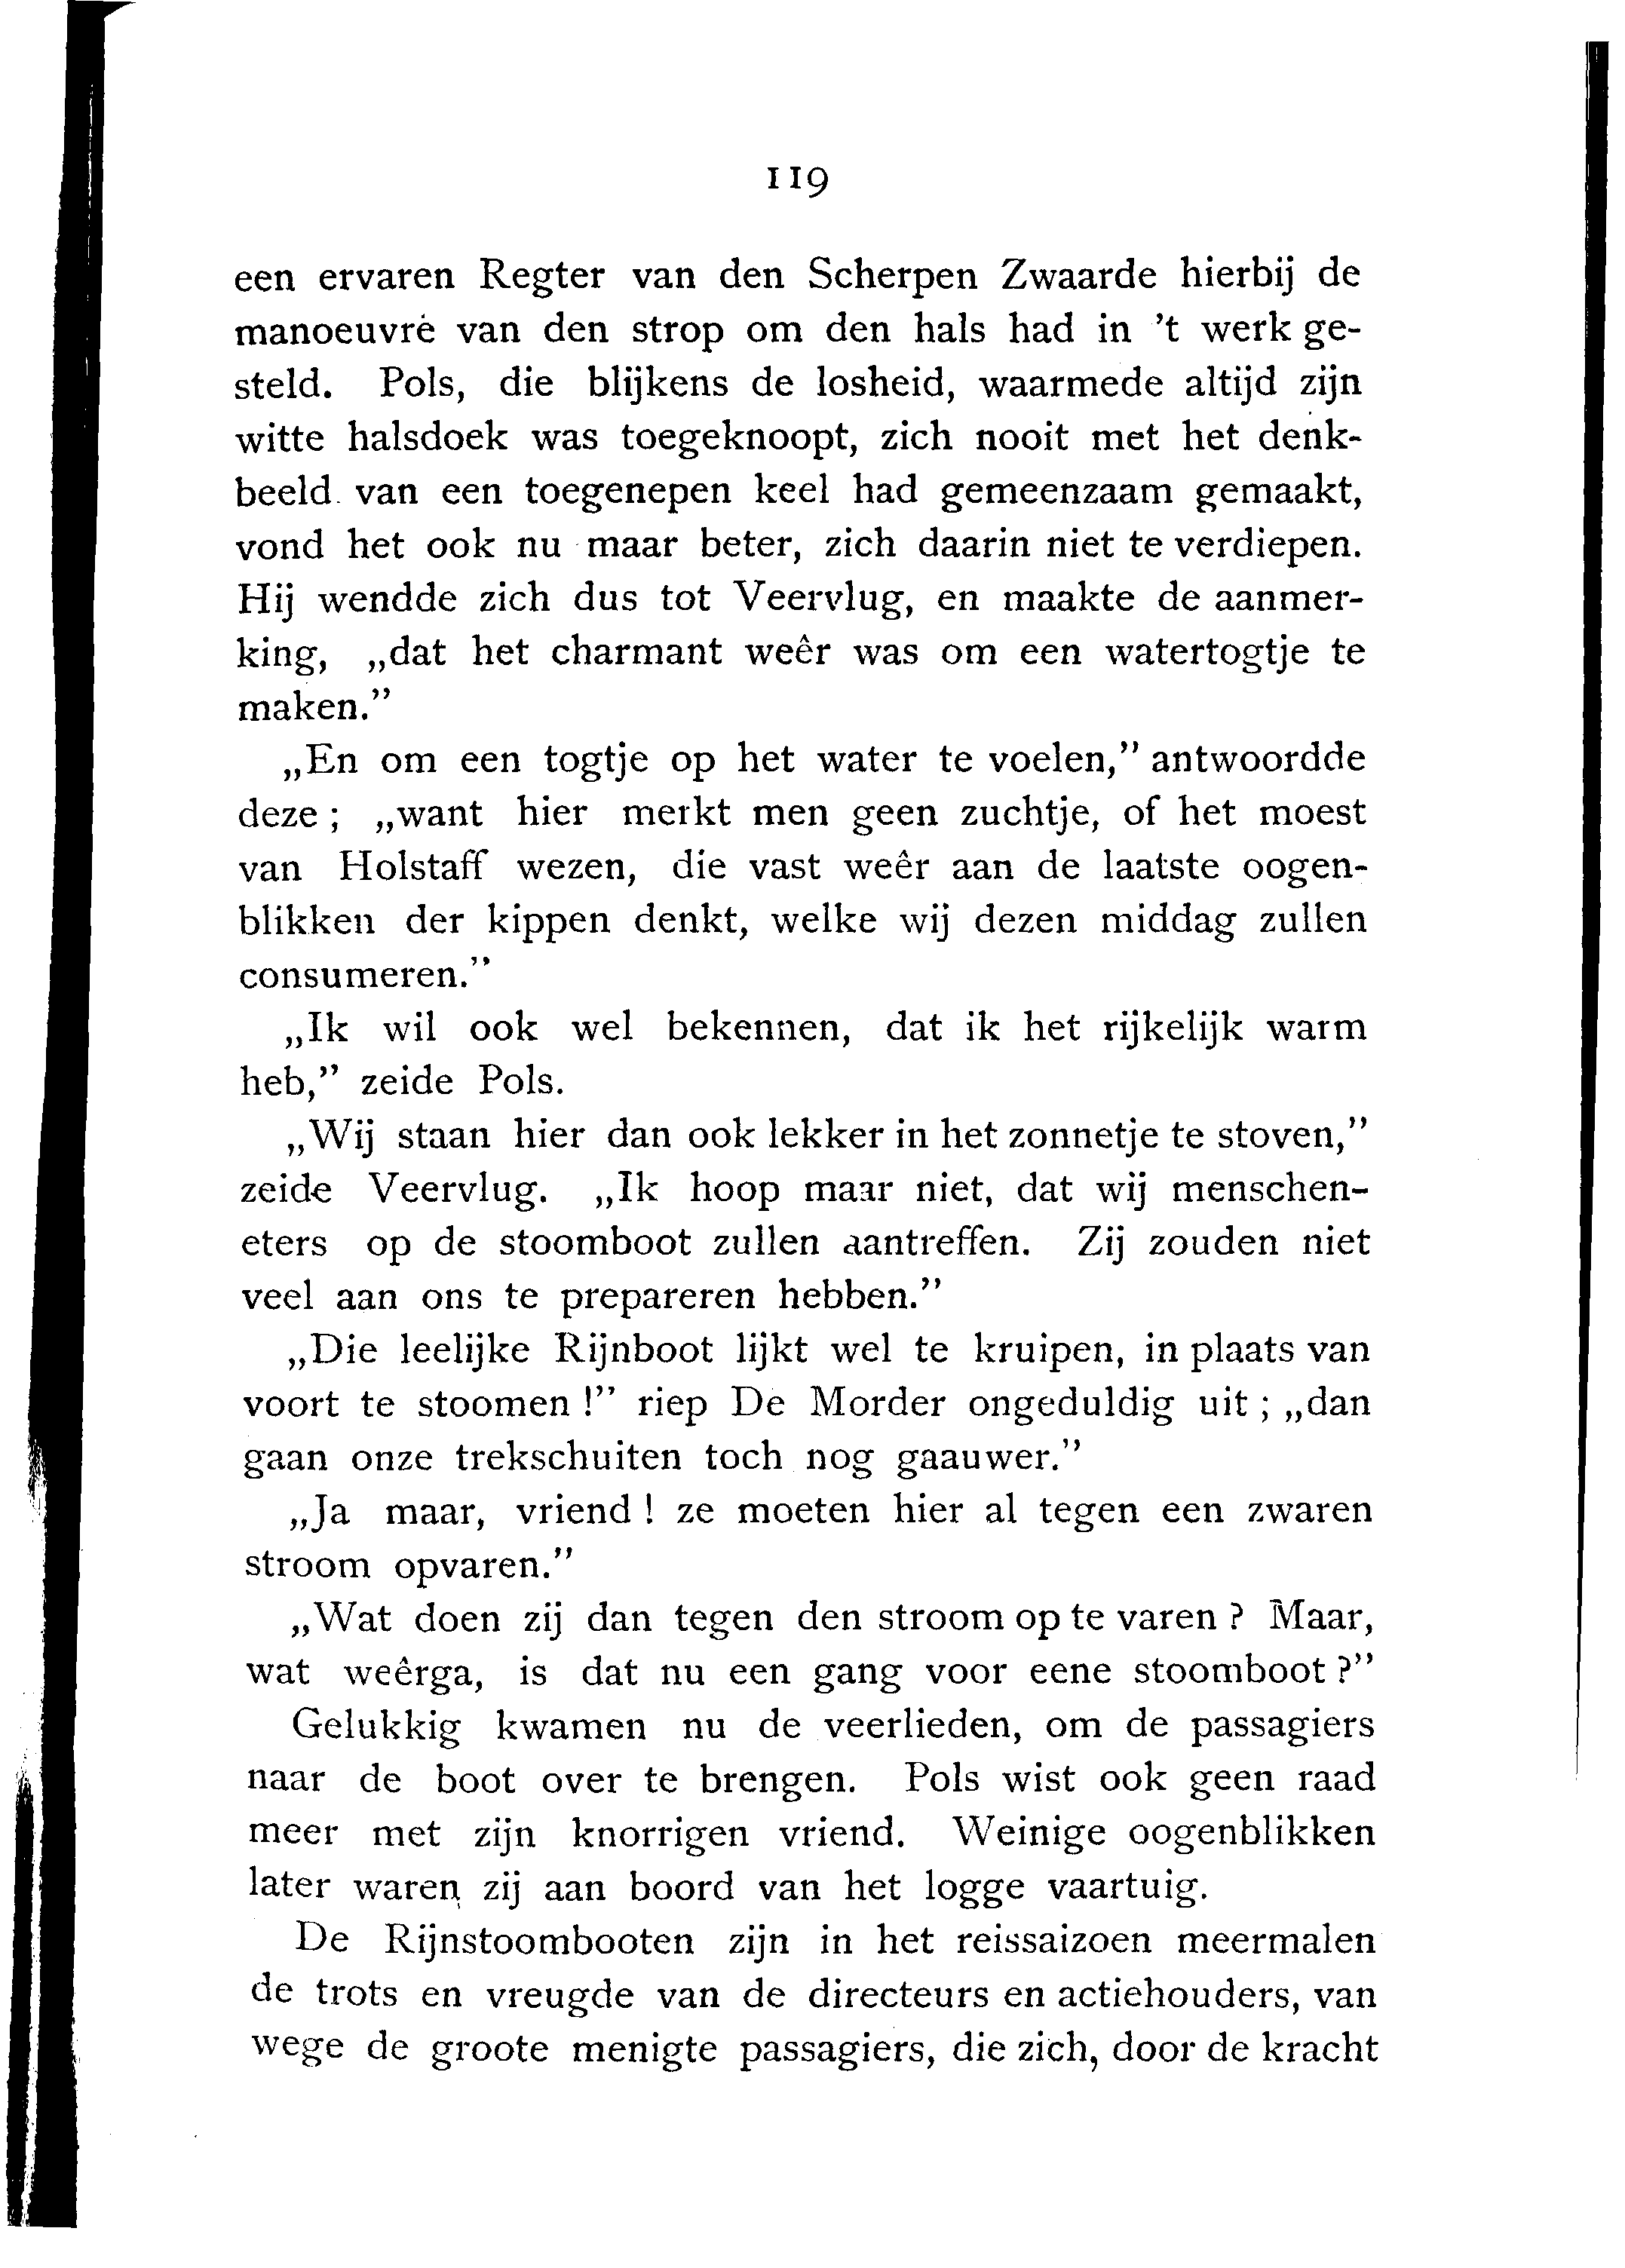 119
een ervaren Regter van den Scherpen Zwaarde hierbij de
manoeuvre van den strop om den hals had in 't werk ge-
steld. Pols, die blijkens de losheid, waarmede altijd zijn
witte halsdoek was toegeknoopt, zich nooit met het denk-
beeld van een toegenepen keel had gemeenzaam gemaakt,
vond het ook nu maar beter, zich daarin niet te verdiepen.
Hij wendde zich dus tot Veervlug, en maakte de aanmer-
king, „dat het charmant weêr was om een watertogtje te
maken.”
„En om een togtje op het water te voelen,” antwoordde
deze ; „want hier merkt men geen zuchtje, of het moest
van Holstaff wezen, die vast weêr aan de laatste oogen-
blikken der kippen denkt, welke wij dezen middag zullen
consumeren.”
„Ik wil ook wel bekennen, dat ik het rijkelijk warm
heb,” zeide Pols.
„Wij staan hier dan ook lekker in het zonnetje te stoven,”
zeide Veervlug. „Ik hoop maar niet, dat wij menschen-
eters op de stoomboot zullen aantreffen. Zij zouden niet
veel aan ons te prepareren hebben.”
„Die leelijke Rijnboot lijkt wel te kruipen, in plaats van
voort te stoomen !” riep De Morder ongeduldig uit ; „dan
gaan onze trekschuiten toch nog gaauwer.”
„Ja maar, vriend ! ze moeten hier al tegen een zwaren
stroom opvaren.”
„Wat doen zij dan tegen den stroom op te varen ? Maar,
wat weêrga, is dat nu een gang voor eene stoomboot ?”
Gelukkig kwamen nu de veerlieden, om de passagiers
naar de boot over te brengen. Pols wist ook geen raad
meer met zijn knorrigen vriend. Weinige oogenblikken
later waren zij aan boord van het logge vaartuig.
De Rijnstoombooten zijn in het reissaizoen meermalen
de trots en vreugde van de directeurs en actiehouders, van
wege de groote menigte passagiers, die zich, door de kracht